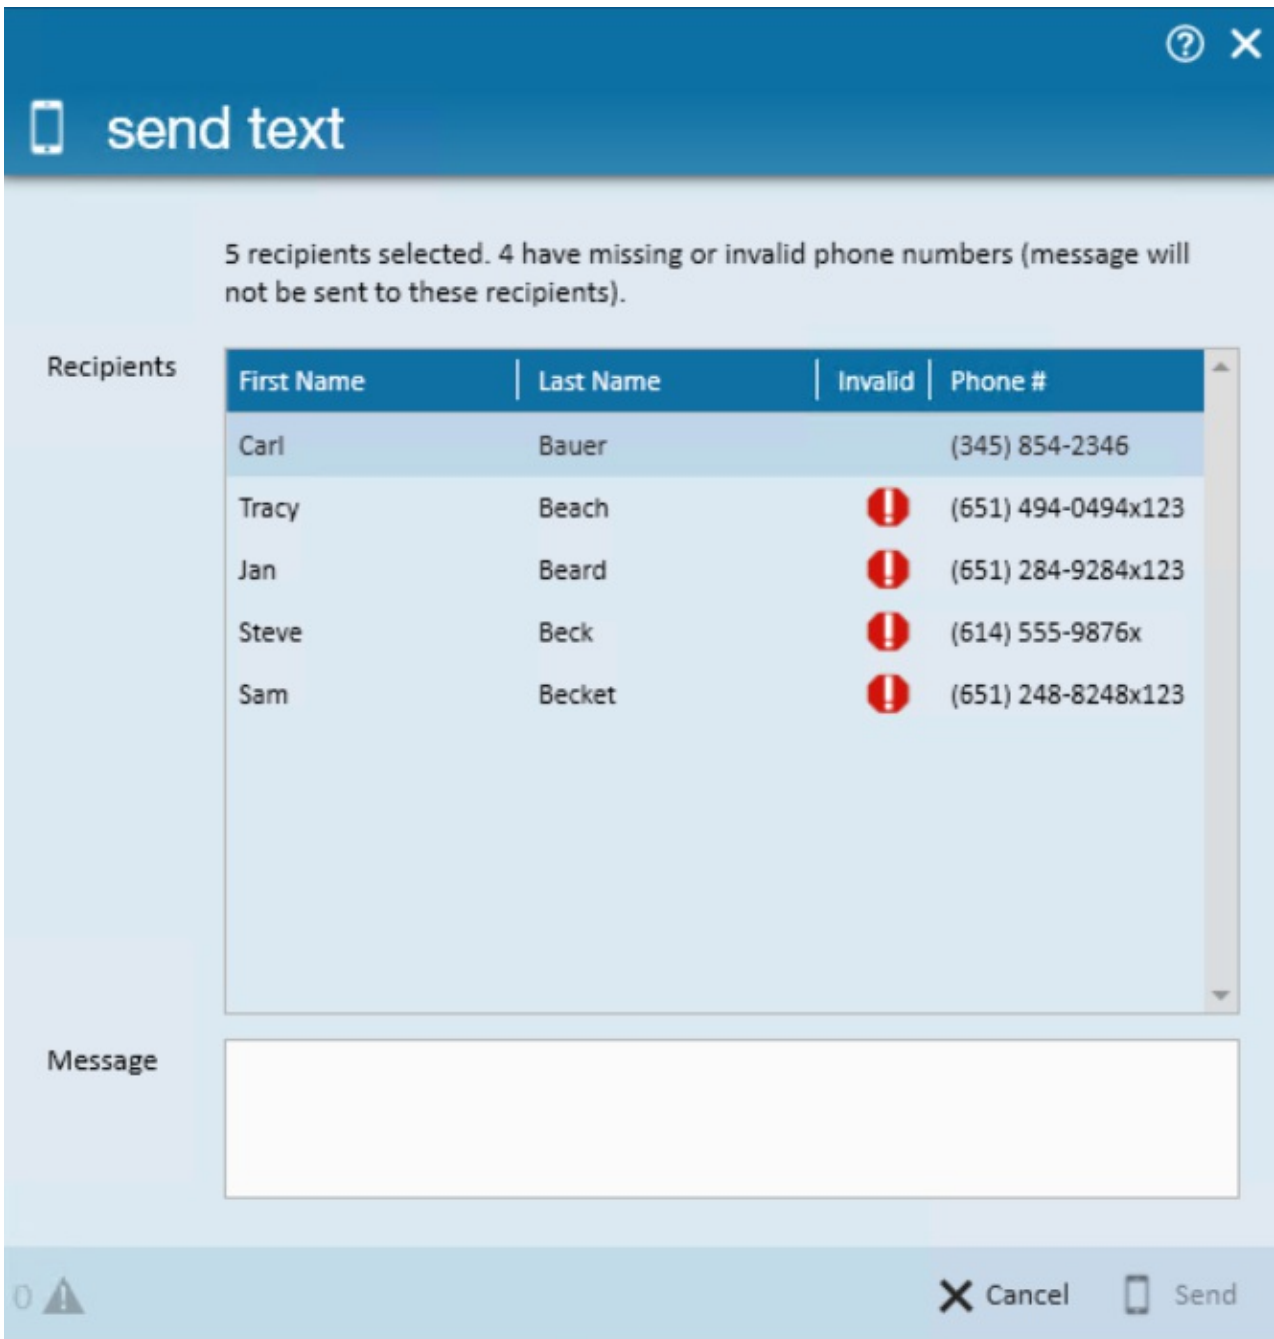 send text
5 recipients selected. 4 have missing or invalid phone numbers (message will
not be sent to these recipients).
Recipients
First Name Last Name Invalid Phone #
Carl Bauer (345) 854-2346
Tracy Beach (651) 494-0494x123
Jan Beard (651) 284-9284x123
Steve Beck (614) 555-9876x
Sam Becket (651) 248-8248x123
Message
0 Cancel Send